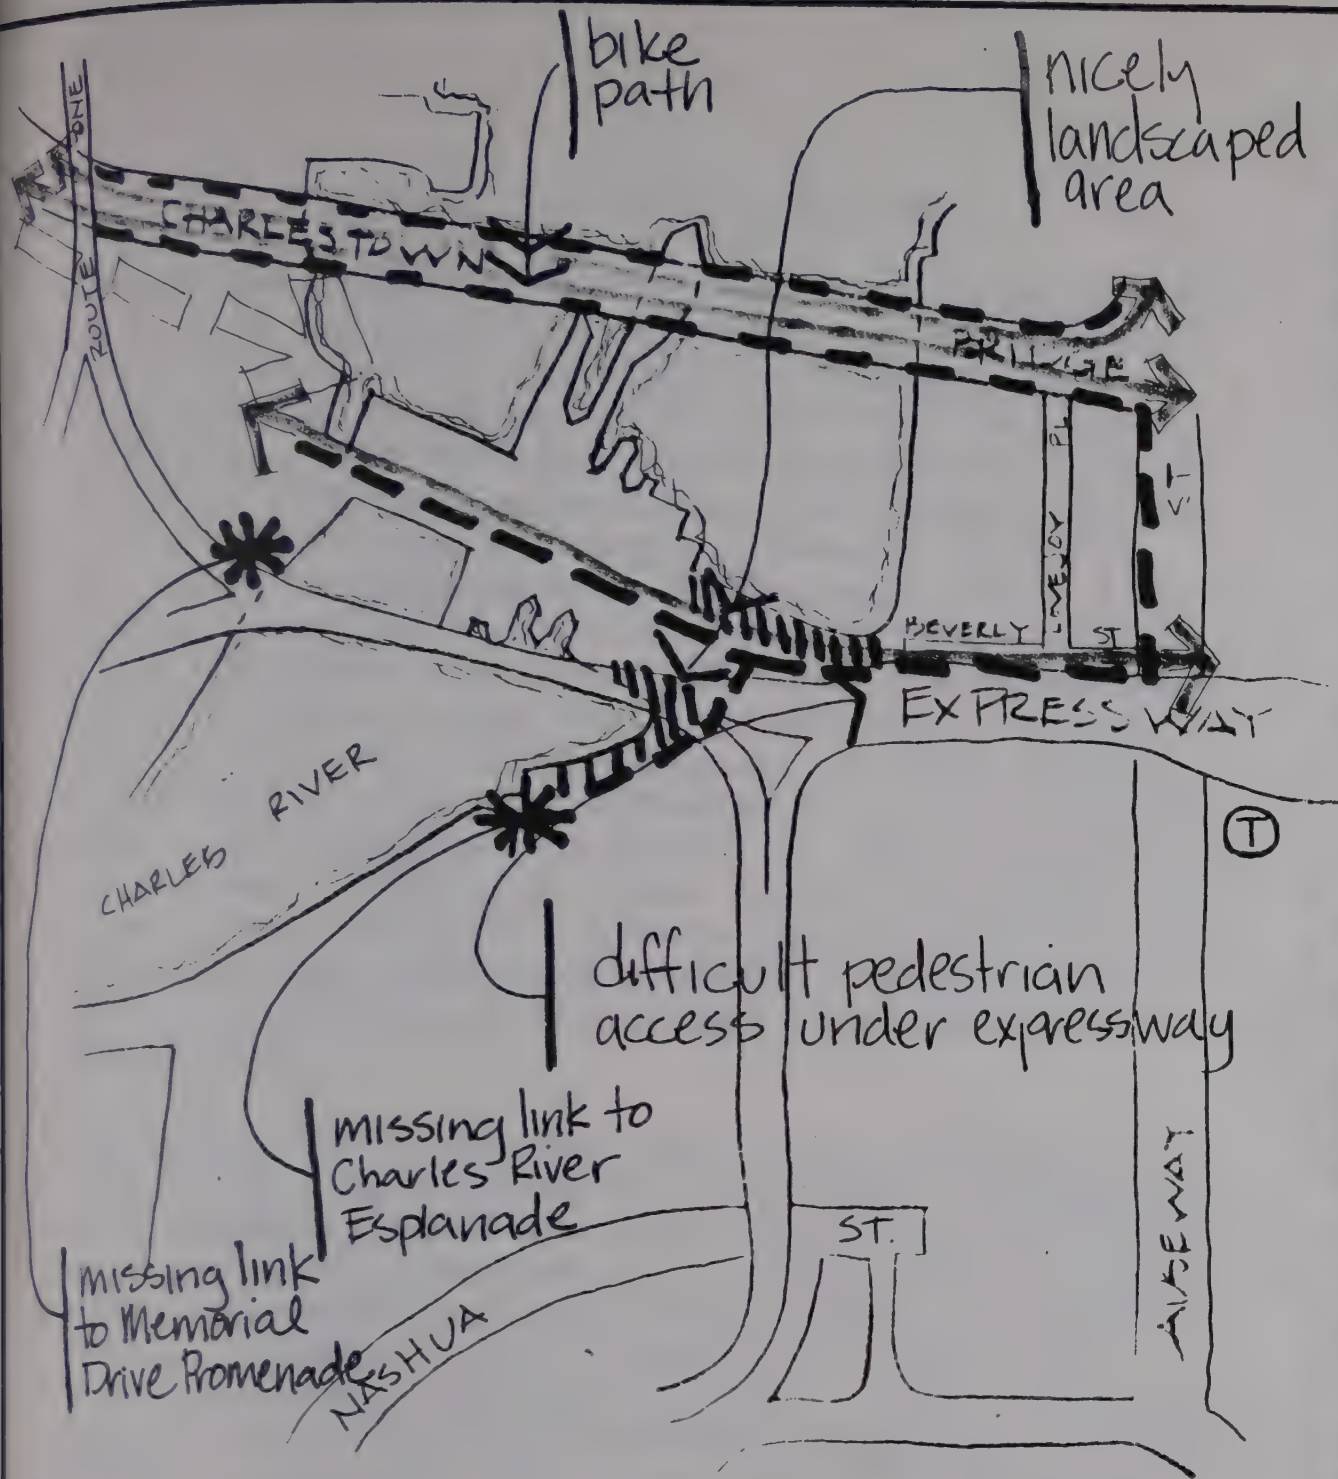 bike
path
nicely
landscaped
area
ROUTE ONE
CHARLESTOWN
BRIDGE
LOVEJOY PL
ST
BEVERLY ST
EXPRESSWAY
CHARLES RIVER
T
difficult pedestrian
access under expressway
missing link to
Charles River
Esplanade
missing link
to Memorial
Drive Promenade
NASHUA
ST.